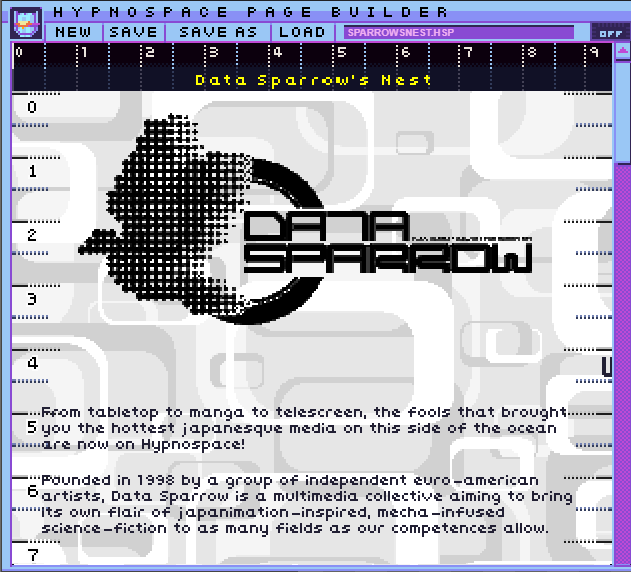 HYPNOSPACE PAGE BUILDER
NEW SAVE SAVE AS LOAD SPARROWSNEST.HSP OFF
0 1 2 3 4 5 6 7 8 9
Data Sparrow's Nest
0
1
DATA
2
SPARROW
3
4
From tabletop to manga to telescreen, the fools that brought
5 you the hottest japanesque media on this side of the ocean
are now on Hypnospace!
Founded in 1998 by a group of independent euro-american
6 artists, Data Sparrow is a multimedia collective aiming to bring
its own flair of japanimation-inspired, mecha-infused
science-fiction to as many fields as our competences allow.
7